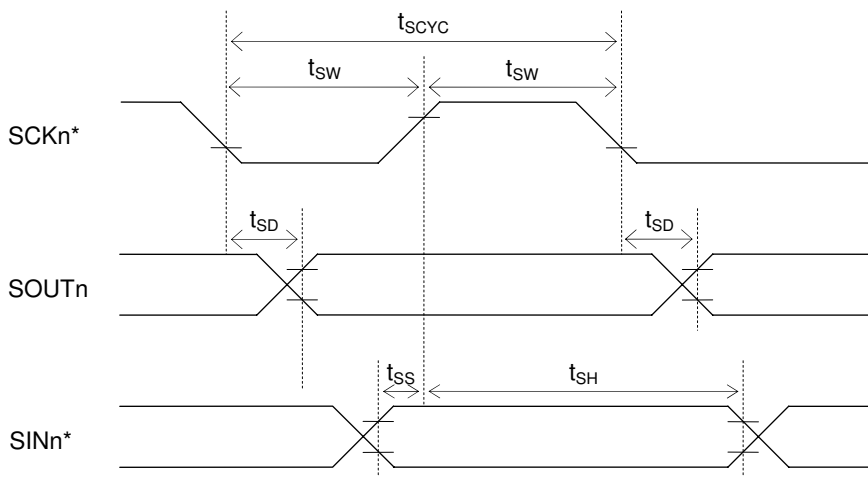 tSCYC
tSW tSW
SCKn*
tSD tSD
SOUTn
tSS tSH
SINn*